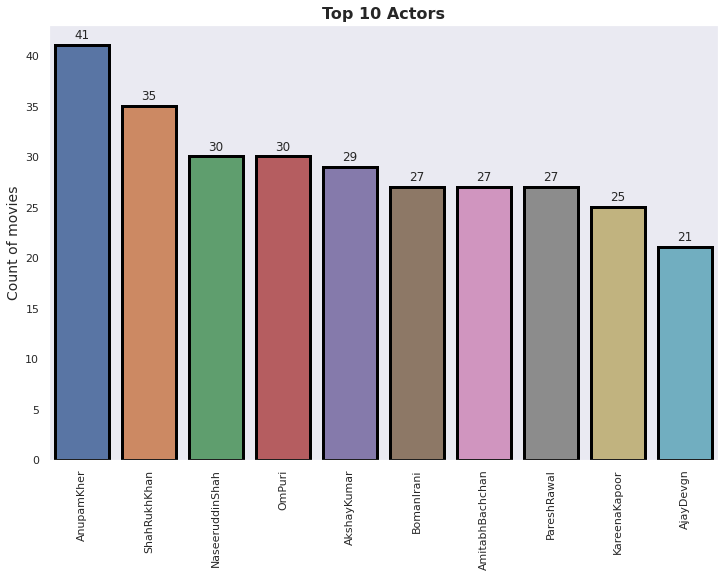 Top 10 Actors
Count of movies
40
35
30
25
20
15
10
5
0
41
35
30
30
29
27
27
27
25
21
AnupamKher
ShahRukhKhan
NaseeruddinShah
OmPuri
AkshayKumar
BomanIrani
AmitabhBachchan
PareshRawal
KareenaKapoor
AjayDevgn